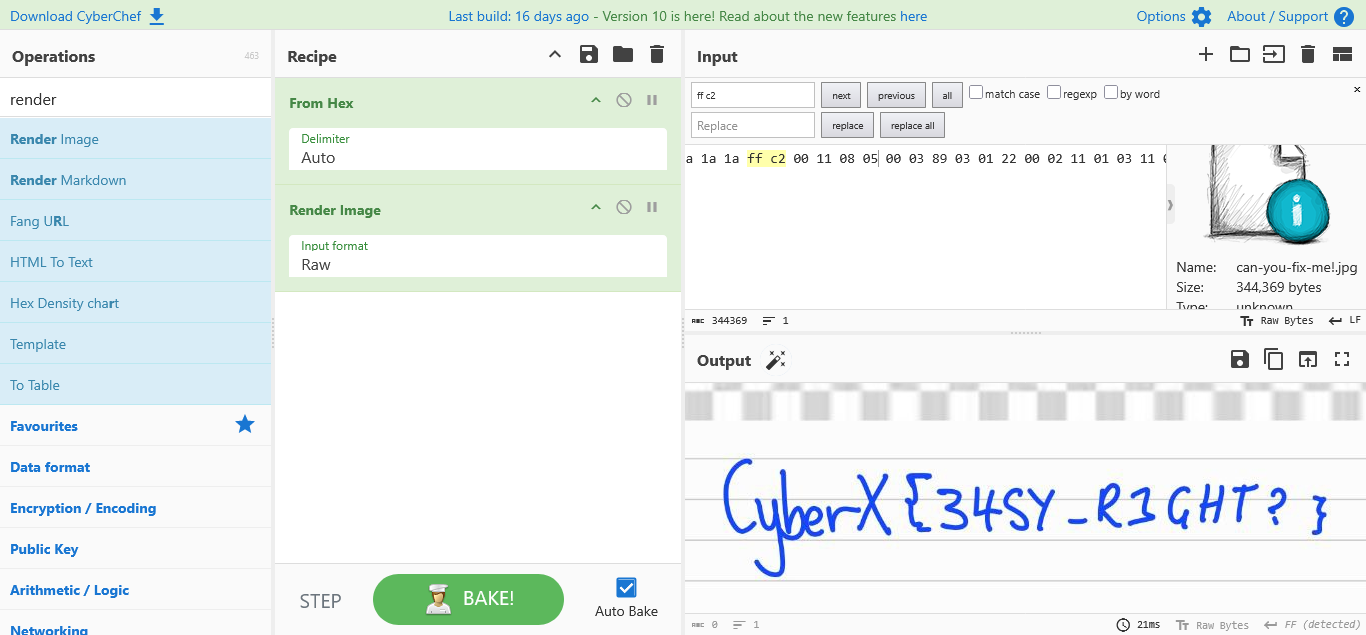 Download CyberChef
Last build: 16 days ago - Version 10 is here! Read about the new features here
Options
About / Support
Operations
463
render
Render Image
Render Markdown
Fang URL
HTML To Text
Hex Density chart
Template
To Table
Favourites
Data format
Encryption / Encoding
Public Key
Arithmetic / Logic
Networking
Recipe
From Hex
Delimiter
Auto
Render Image
Input format
Raw
STEP
BAKE!
Auto Bake
Input
ff c2
next
previous
all
match case
regexp
by word
Replace
replace
replace all
a 1a 1a ff c2 00 11 08 05 00 03 89 03 01 22 00 02 11 01 03 11
Name: can-you-fix-me!.jpg
Size: 344,369 bytes
Type: unknown
ABC 344369
1
Raw Bytes
LF
Output
CyberX{34SY_R1GHT?}
ABC 0
1
21ms
Raw Bytes
FF (detected)